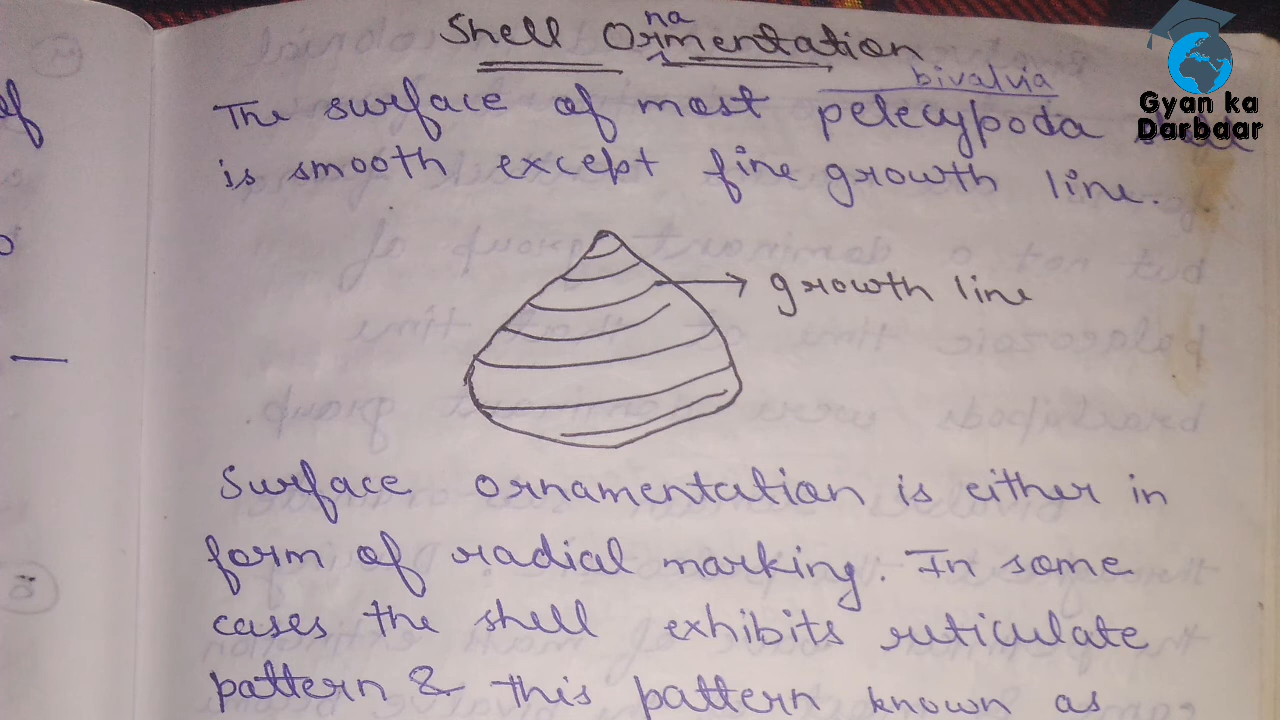 Shell Ornamentation
bivalvia
The surface of most pelecypoda
is smooth except fine growth line.
growth line
Surface ornamentation is either in
form of radial marking. In some
cases the shell exhibits reticulate
pattern & this pattern known as
of
Gyan ka
Darbaar